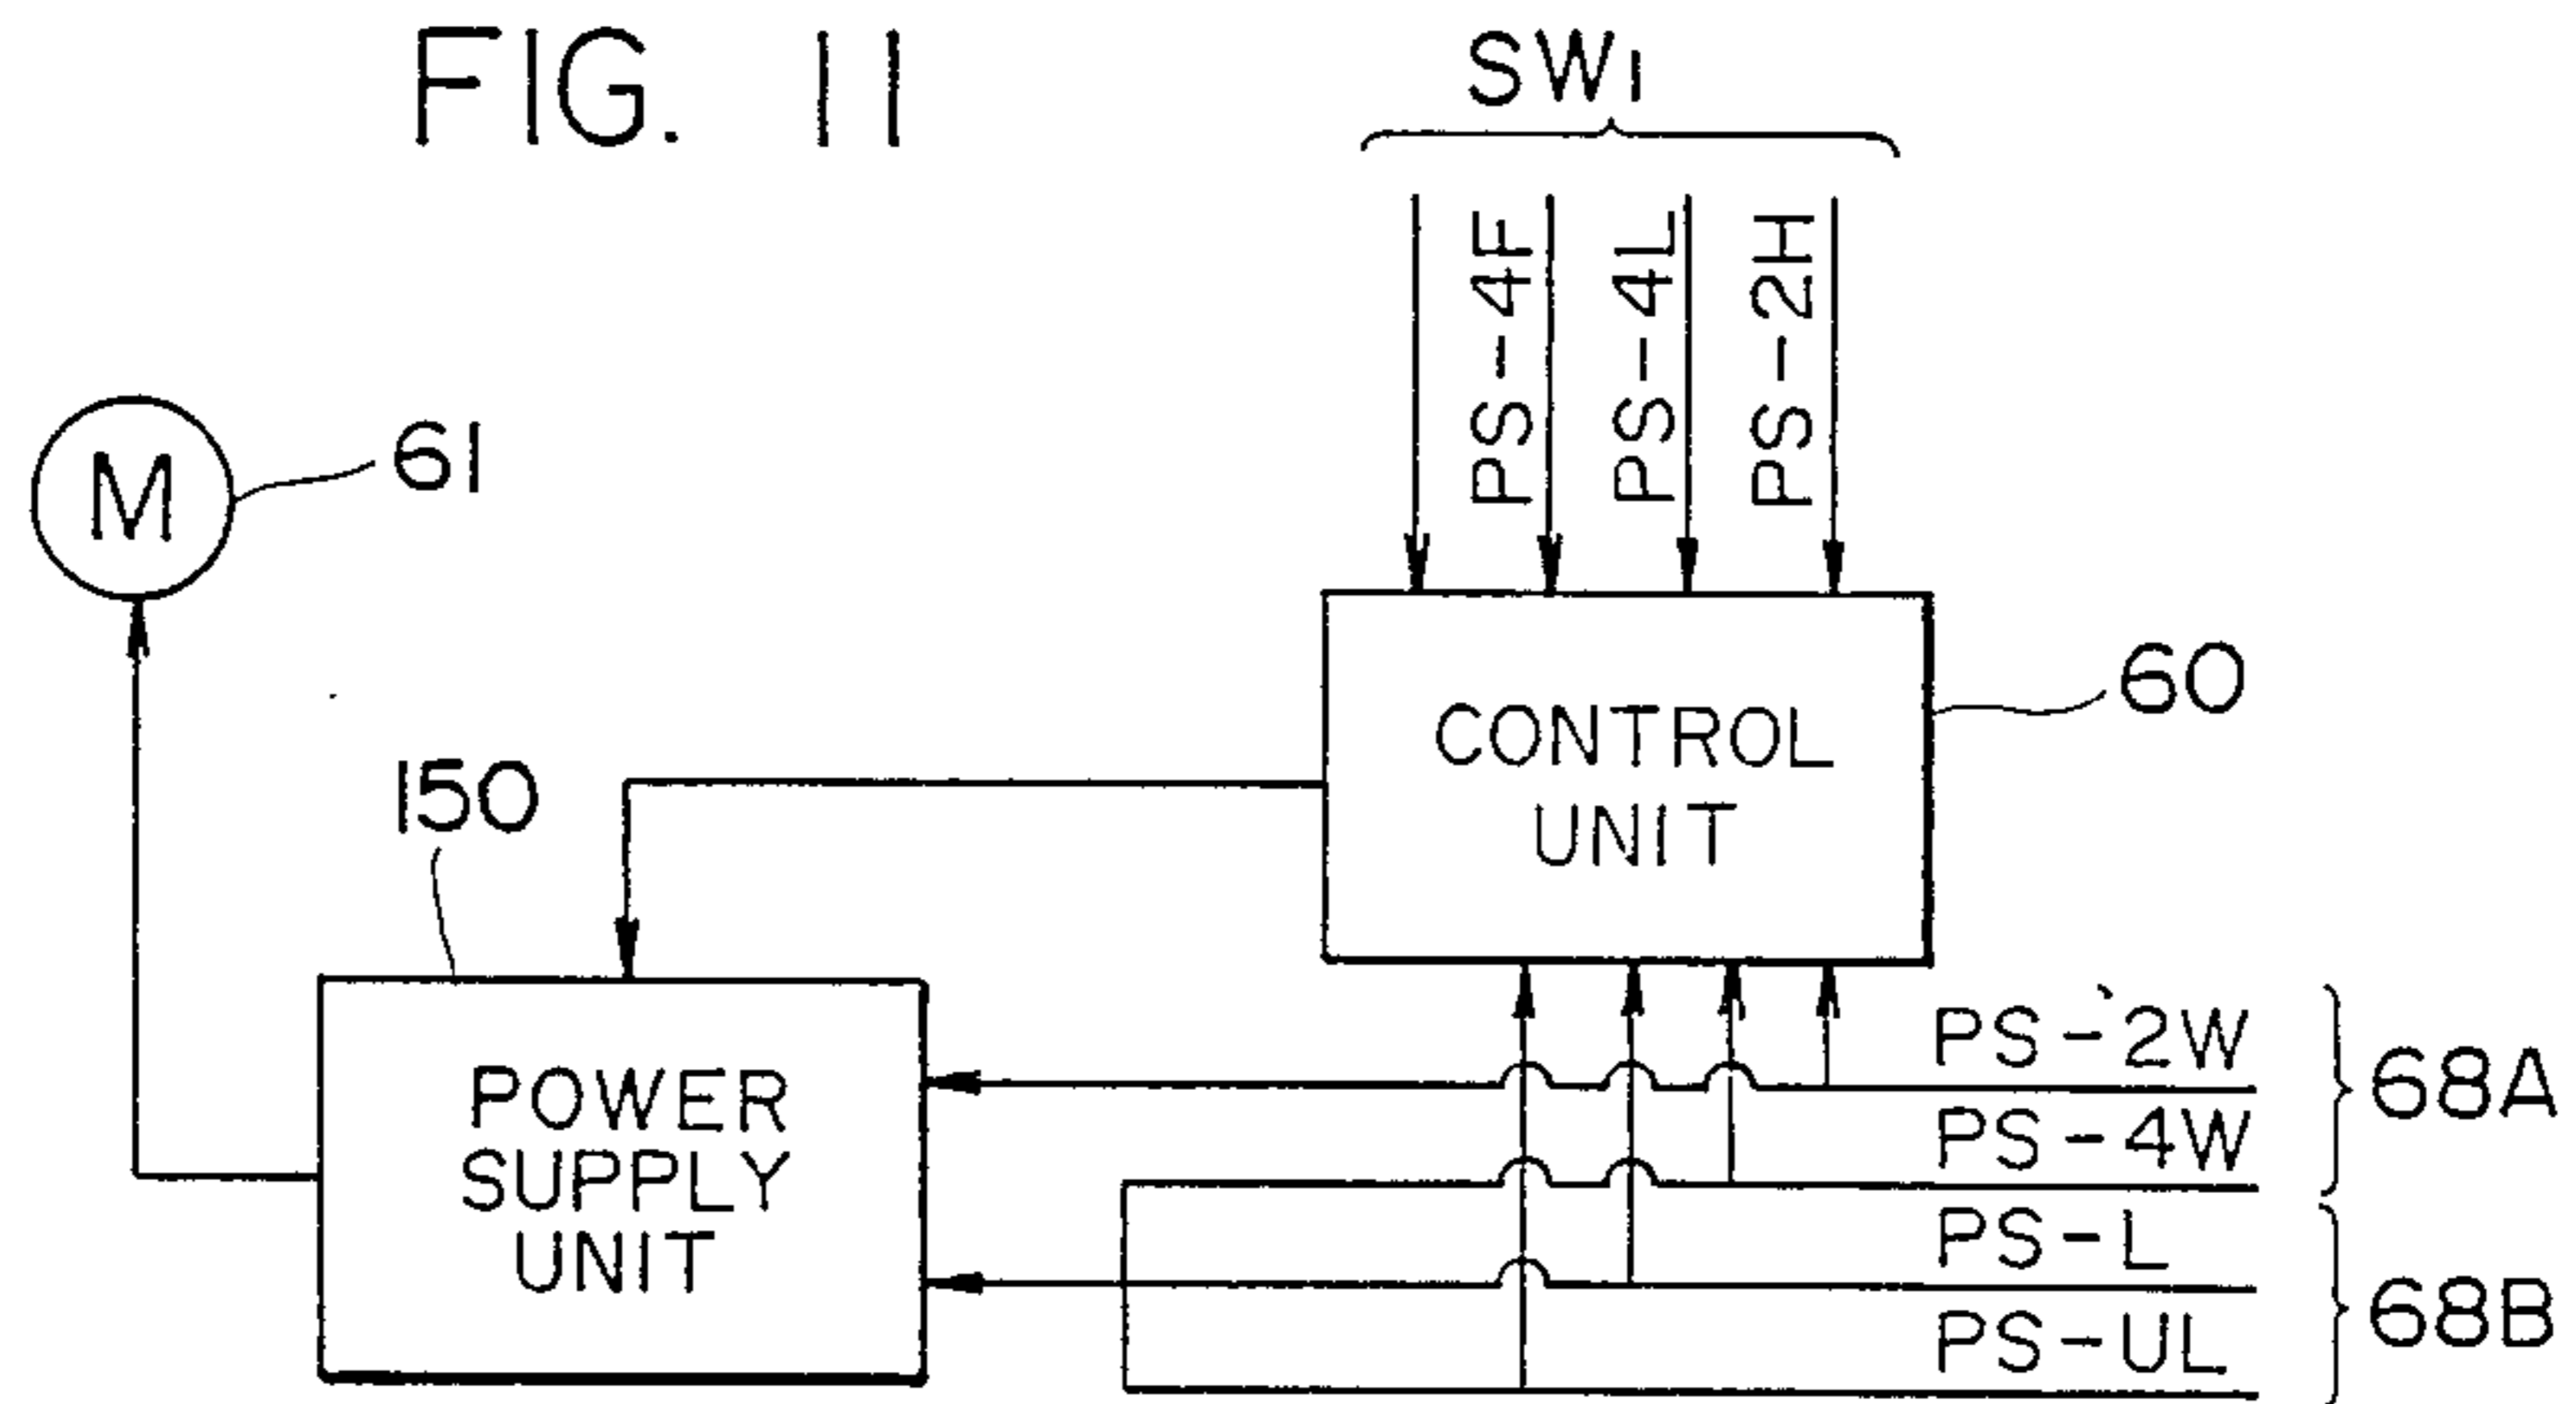 FIG. 11
SW1
PS-4F
PS-4L
PS-2H
M
61
CONTROL
UNIT
60
150
POWER
SUPPLY
UNIT
PS-2W
PS-4W
68A
PS-L
PS-UL
68B